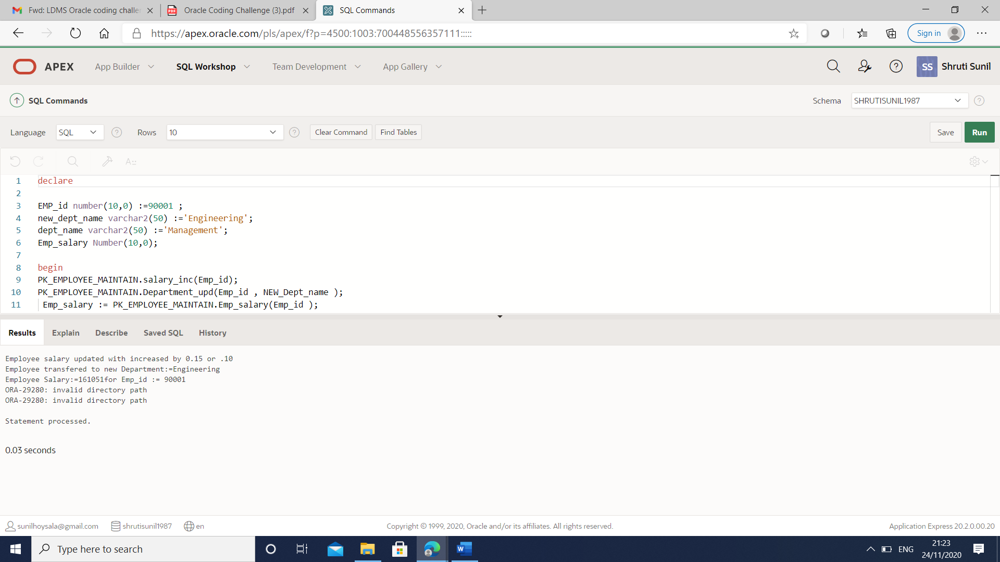 Fwd: LDMS Oracle coding challe
Oracle Coding Challenge (3).pdf
SQL Commands
https://apex.oracle.com/pls/apex/f?p=4500:1003:700448556357111:::::
Sign in
APEX
App Builder
SQL Workshop
Team Development
App Gallery
SS
Shruti Sunil
SQL Commands
Schema
SHRUTISUNIL1987
Language
SQL
Rows
10
Clear Command
Find Tables
Save
Run
1 declare
2
3 EMP_id number(10,0) :=90001 ;
4 new_dept_name varchar2(50) :='Engineering';
5 dept_name varchar2(50) :='Management';
6 Emp_salary Number(10,0);
7
8 begin
9 PK_EMPLOYEE_MAINTAIN.salary_inc(Emp_id);
10 PK_EMPLOYEE_MAINTAIN.Department_upd(Emp_id , NEW_Dept_name );
11 Emp_salary := PK_EMPLOYEE_MAINTAIN.Emp_salary(Emp_id );
Results
Explain
Describe
Saved SQL
History
Employee salary updated with increased by 0.15 or .10
Employee transfered to new Department:=Engineering
Employee Salary:=161051for Emp_id := 90001
ORA-29280: invalid directory path
ORA-29280: invalid directory path
Statement processed.
0.03 seconds
sunilhoysala@gmail.com
shrutisunil1987
en
Copyright © 1999, 2020, Oracle and/or its affiliates. All rights reserved.
Application Express 20.2.0.00.20
Type here to search
ENG
21:23
24/11/2020